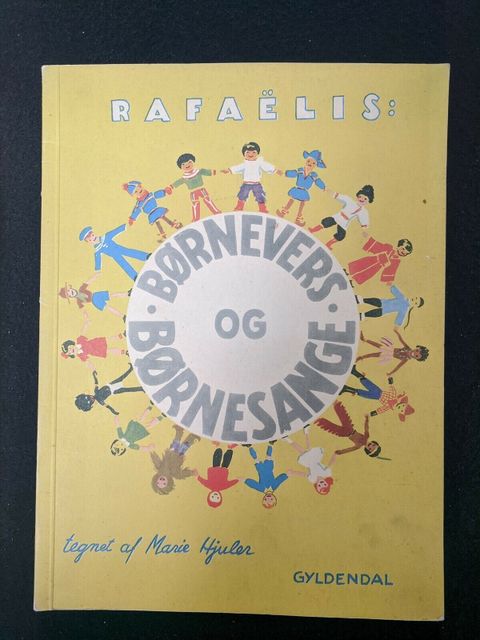 RAFAËLIS:
· BØRNEVERS ·
OG
BØRNESANGE
tegnet af Marie Hjuler
GYLDENDAL